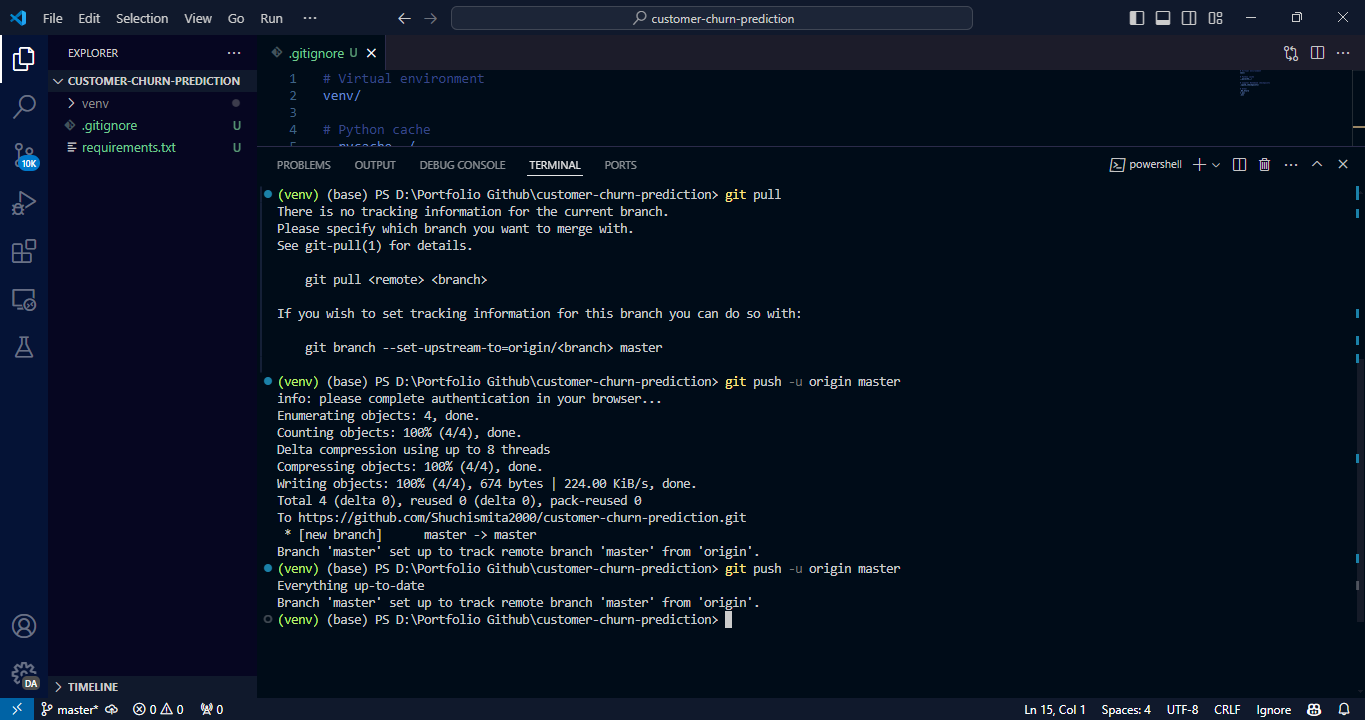 File Edit Selection View Go Run ···
customer-churn-prediction
EXPLORER ···
.gitignore U
CUSTOMER-CHURN-PREDICTION
venv
.gitignore U
requirements.txt U
1 # Virtual environment
2 venv/
3
4 # Python cache
PROBLEMS OUTPUT DEBUG CONSOLE TERMINAL PORTS
powershell
10K
(venv) (base) PS D:\Portfolio Github\customer-churn-prediction> git pull
There is no tracking information for the current branch.
Please specify which branch you want to merge with.
See git-pull(1) for details.
git pull <remote> <branch>
If you wish to set tracking information for this branch you can do so with:
git branch --set-upstream-to=origin/<branch> master
(venv) (base) PS D:\Portfolio Github\customer-churn-prediction> git push -u origin master
info: please complete authentication in your browser...
Enumerating objects: 4, done.
Counting objects: 100% (4/4), done.
Delta compression using up to 8 threads
Compressing objects: 100% (4/4), done.
Writing objects: 100% (4/4), 674 bytes | 224.00 KiB/s, done.
Total 4 (delta 0), reused 0 (delta 0), pack-reused 0
To https://github.com/Shuchismita2000/customer-churn-prediction.git
* [new branch] master -> master
Branch 'master' set up to track remote branch 'master' from 'origin'.
(venv) (base) PS D:\Portfolio Github\customer-churn-prediction> git push -u origin master
Everything up-to-date
Branch 'master' set up to track remote branch 'master' from 'origin'.
(venv) (base) PS D:\Portfolio Github\customer-churn-prediction>
DA
TIMELINE
master* 0 0 0
Ln 15, Col 1 Spaces: 4 UTF-8 CRLF Ignore